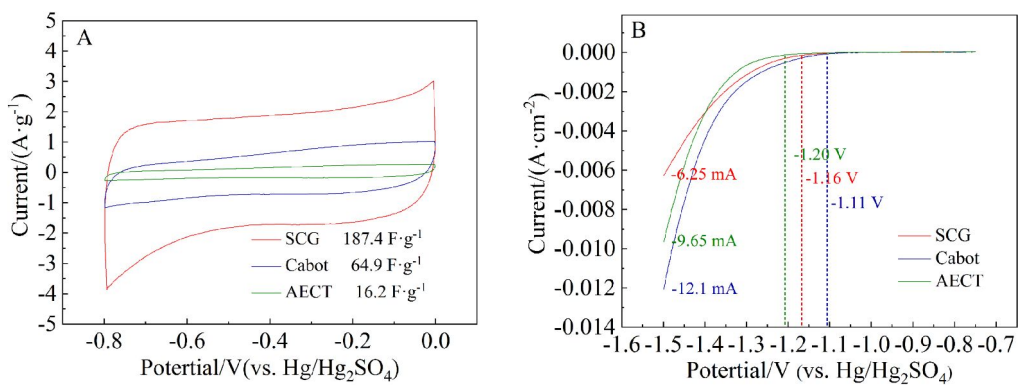 A
Current/(A·g⁻¹)
5
4
3
2
1
0
-1
-2
-3
-4
-5
SCG 187.4 F·g⁻¹
Cabot 64.9 F·g⁻¹
AECT 16.2 F·g⁻¹
-0.8 -0.6 -0.4 -0.2 0.0
Potential/V(vs. Hg/Hg₂SO₄)
B
Current/(A·cm⁻²)
0.000
-0.002
-0.004
-0.006
-0.008
-0.010
-0.012
-0.014
-1.20 V
-1.16 V
-1.11 V
-6.25 mA
-9.65 mA
-12.1 mA
SCG
Cabot
AECT
-1.6 -1.5 -1.4 -1.3 -1.2 -1.1 -1.0 -0.9 -0.8 -0.7
Potential/V (vs. Hg/Hg₂SO₄)